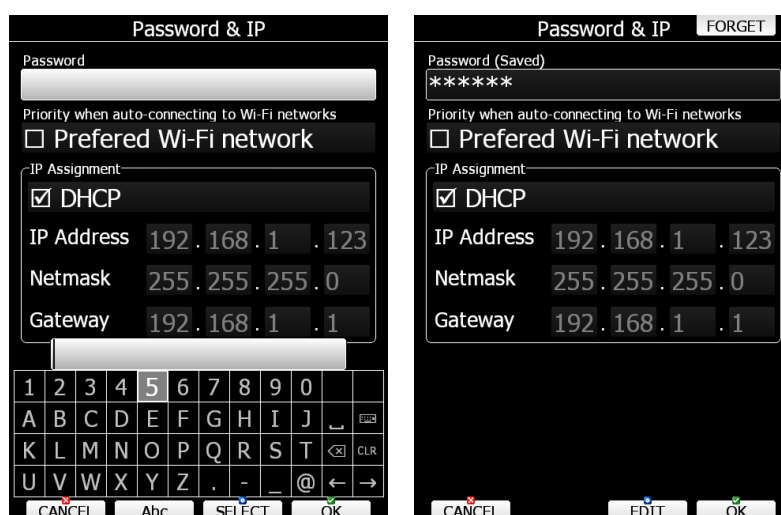 Password & IP
Password
Priority when auto-connecting to Wi-Fi networks
Prefered Wi-Fi network
IP Assignment
DHCP
IP Address 192 . 168 . 1 . 123
Netmask 255 . 255 . 255 . 0
Gateway 192 . 168 . 1 . 1
1 2 3 4 5 6 7 8 9 0
A B C D E F G H I J
K L M N O P Q R S T CLR
U V W X Y Z . - _ @ ← →
CANCEL Abc SELECT OK
Password & IP FORGET
Password (Saved)
******
Priority when auto-connecting to Wi-Fi networks
Prefered Wi-Fi network
IP Assignment
DHCP
IP Address 192 . 168 . 1 . 123
Netmask 255 . 255 . 255 . 0
Gateway 192 . 168 . 1 . 1
CANCEL EDIT OK